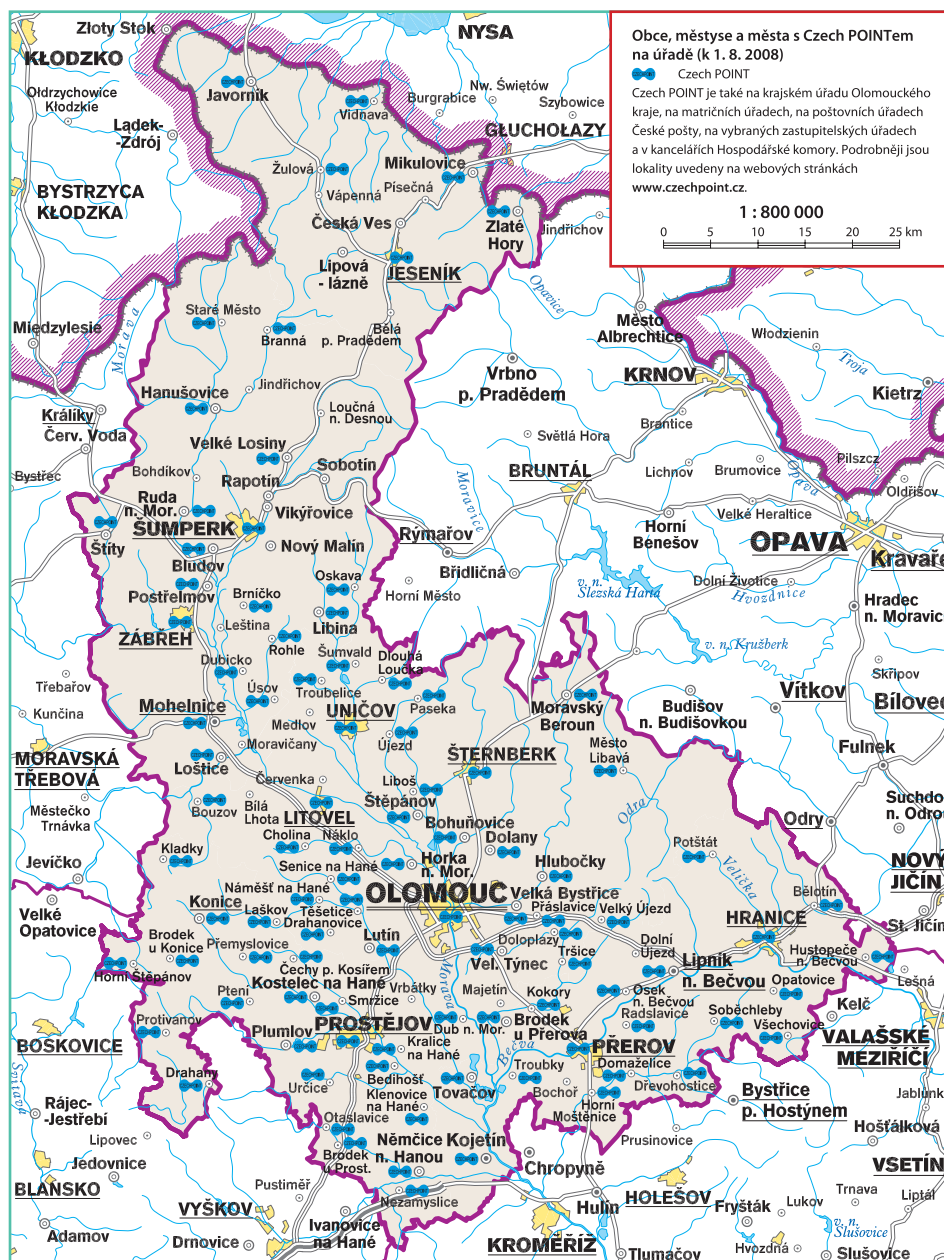 Obce, městyse a města s Czech POINTem
na úřadě (k 1. 8. 2008)
Czech POINT
Czech POINT je také na krajském úřadu Olomouckého
kraje, na matričních úřadech, na poštovních úřadech
České pošty, na vybraných zastupitelských úřadech
a v kancelářích Hospodářské komory. Podrobněji jsou
lokality uvedeny na webových stránkách
www.czechpoint.cz.
1 : 800 000
0 5 10 15 20 25 km
Złoty Stok
NYSA
KŁODZKO
Ołdrzychowice
Kłodzkie
Javorník
Vidnava
Nw. Świętów
Burgrabice
Szybowice
Lądek-
-Zdrój
GŁUCHOŁAZY
BYSTRZYCA
KŁODZKA
Žulová
Mikulovice
Vápenná
Písečná
Česká Ves
Zlaté
Hory
Jindřichov
Lipová
- lázně
JESENÍK
Opavice
Międzylesie
Morava
Staré Město
Branná
Bělá
p. Pradědem
Město
Albrechtice
Włodzienin
Troja
Vrbno
p. Pradědem
KRNOV
Kietrz
Hanušovice
Jindřichov
Loučná
n. Desnou
Králíky
Červ. Voda
Brantice
Velké Losiny
Světlá Hora
Bystřec
Bohdíkov
Rapotín
Sobotín
BRUNTÁL
Lichnov
Brumovice
Pilszcz
Opava
Oldřišov
Moravice
Ruda
n. Mor.
ŠUMPERK
Vikýřovice
Velké Heraltice
Horní
Benešov
OPAVA
Kravaře
Štíty
Rýmařov
Nový Malín
Bludov
Břidličná
v. n.
Slezská Harta
Dolní Životice
Hvozdnice
Postřelmov
Brníčko
Oskava
Horní Město
Hradec
n. Moravic
Leština
Libina
ZÁBŘEH
Rohle
Šumvald
Dlouhá
Loučka
v. n. Kružberk
Skřipov
Dubicko
Třebařov
Úsov
Troubelice
Paseka
Moravský
Beroun
Budišov
n. Budišovkou
Vítkov
Bílovec
Kunčina
Mohelnice
Medlov
UNIČOV
Moravičany
Újezd
ŠTERNBERK
Město
Libavá
Fulnek
MORAVSKÁ
TŘEBOVÁ
Loštice
Červenka
Liboš
Městečko
Trnávka
Bouzov
Bílá
Lhota
LITOVEL
Štěpánov
Odra
Odry
Suchdo
n. Odrou
Cholina
Náklo
Bohuňovice
Dolany
Jevíčko
Kladky
Senice na Hané
Horka
n. Mor.
Hlubočky
Potštát
Velička
NOVÝ
JIČÍN
Náměšť na Hané
OLOMOUC
Velká Bystřice
Bělotín
Velké
Opatovice
Konice
Laškov
Těšetice
Drahanovice
Přáslavice
Velký Újezd
HRANICE
St. Jičín
Brodek
u Konice
Přemyslovice
Lutín
Doloplazy
Dolní
Újezd
Hustopeče
n. Bečvou
Horní Štěpánov
Čechy p. Kosířem
Vel. Týnec
Tršice
Lipník
n. Bečvou
Lešná
Ptení
Kostelec na Hané
Vrbátky
Majetín
Kokory
Osek
n. Bečvou
Opatovice
Kelč
Smržice
Morava
Protivanov
Plumlov
PROSTĚJOV
Dub n. Mor.
Brodek
u Přerova
Radslavice
Soběchleby
Všechovice
VALAŠSKÉ
MEZIŘÍČÍ
BOSKOVICE
Kralice
na Hané
Bečva
PŘEROV
Drahany
Bedihošť
Troubky
Domaželice
Určice
Klenovice
na Hané
Tovačov
Bochoř
Dřevohostice
Bystřice
p. Hostýnem
Jablunk
Svitava
Rájec-
-Jestřebí
Otaslavice
Horní
Moštěnice
Prusinovice
Hošťálková
Lipovec
Němčice
n. Hanou
Kojetín
Jedovnice
Brodek
u Prost.
Chropyně
VSETÍN
BLANSKO
Pustiměř
Nezamyslice
HOLEŠOV
Trnava
Liptál
VYŠKOV
Ivanovice
na Hané
Hulín
Fryšták
Lukov
v. n.
Slušovice
Adamov
Drnovice
KROMĚŘÍŽ
Tlumačov
Hvozdná
Slušovice